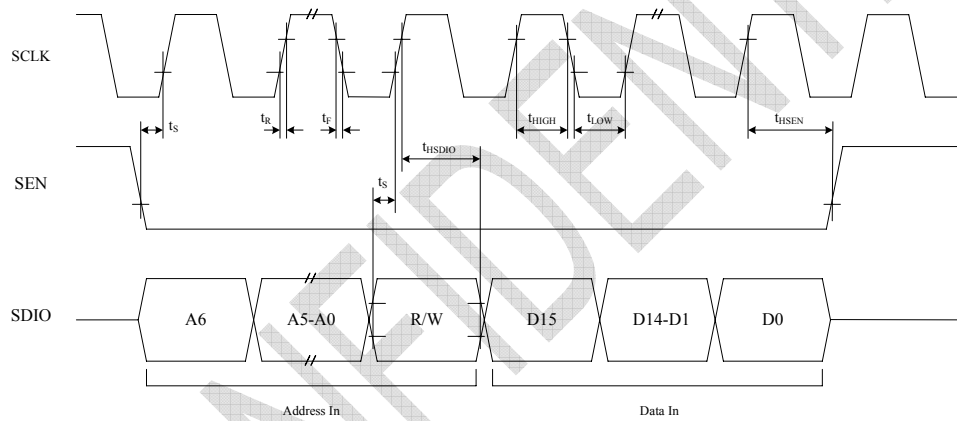 SCLK
tS
tR
tF
tHIGH
tLOW
tHSEN
tHSDIO
SEN
tS
SDIO
A6
A5-A0
R/W
D15
D14-D1
D0
Address In
Data In